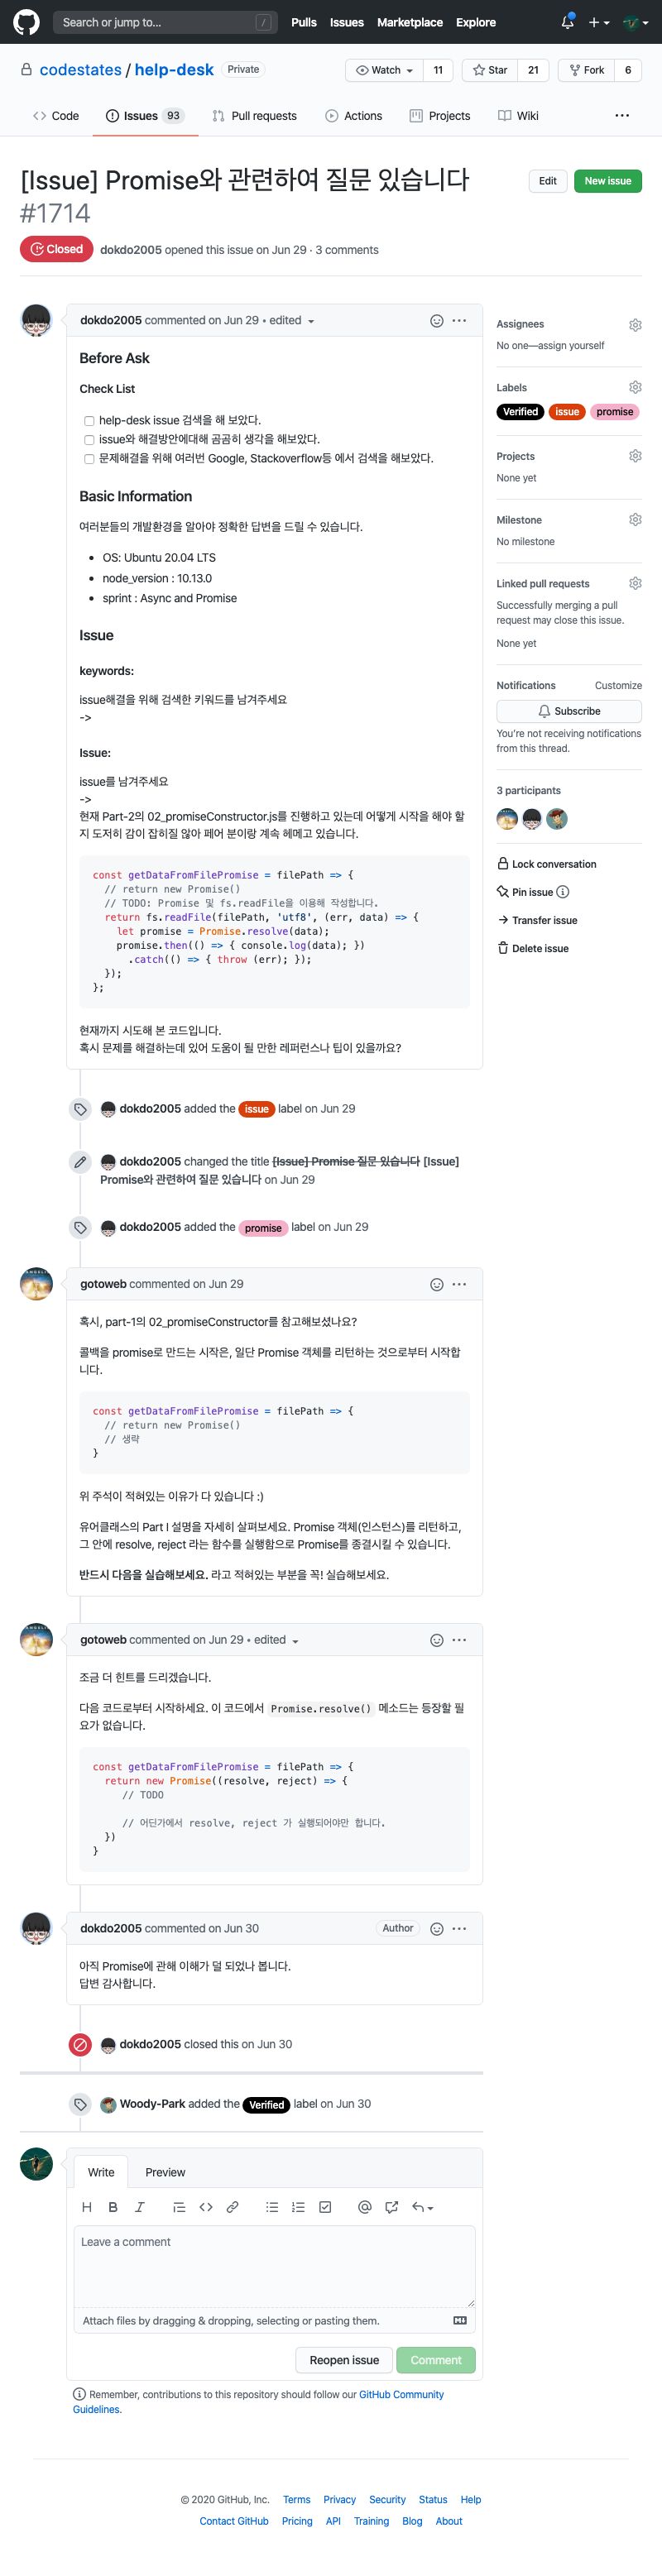 Search or jump to... /
Pulls Issues Marketplace Explore
codestates / help-desk Private
Watch 11 Star 21 Fork 6
Code Issues 93 Pull requests Actions Projects Wiki
[Issue] Promise와 관련하여 질문 있습니다
#1714
Edit New issue
Closed dokdo2005 opened this issue on Jun 29 · 3 comments
dokdo2005 commented on Jun 29 • edited
Before Ask
Check List
help-desk issue 검색을 해 보았다.
issue와 해결방안에대해 곰곰히 생각을 해보았다.
문제해결을 위해 여러번 Google, Stackoverflow등 에서 검색을 해보았다.
Basic Information
여러분들의 개발환경을 알아야 정확한 답변을 드릴 수 있습니다.
OS: Ubuntu 20.04 LTS
node_version : 10.13.0
sprint : Async and Promise
Issue
keywords:
issue해결을 위해 검색한 키워드를 남겨주세요
->
Issue:
issue를 남겨주세요
->
현재 Part-2의 02_promiseConstructor.js를 진행하고 있는데 어떻게 시작을 해야 할
지 도저히 감이 잡히질 않아 페어 분이랑 계속 헤메고 있습니다.
const getDataFromFilePromise = filePath => {
// return new Promise()
// TODO: Promise 및 fs.readFile을 이용해 작성합니다.
return fs.readFile(filePath, 'utf8', (err, data) => {
let promise = Promise.resolve(data);
promise.then(() => { console.log(data); })
.catch(() => { throw (err); });
});
};
현재까지 시도해 본 코드입니다.
혹시 문제를 해결하는데 있어 도움이 될 만한 레퍼런스나 팁이 있을까요?
Assignees
No one—assign yourself
Labels
Verified issue promise
Projects
None yet
Milestone
No milestone
Linked pull requests
Successfully merging a pull
request may close this issue.
None yet
Notifications Customize
Subscribe
You're not receiving notifications
from this thread.
3 participants
Lock conversation
Pin issue
Transfer issue
Delete issue
dokdo2005 added the issue label on Jun 29
dokdo2005 changed the title [Issue] Promise 질문 있습니다 [Issue]
Promise와 관련하여 질문 있습니다 on Jun 29
dokdo2005 added the promise label on Jun 29
gotoweb commented on Jun 29
혹시, part-1의 02_promiseConstructor를 참고해보셨나요?
콜백을 promise로 만드는 시작은, 일단 Promise 객체를 리턴하는 것으로부터 시작합
니다.
const getDataFromFilePromise = filePath => {
// return new Promise()
// 생략
}
위 주석이 적혀있는 이유가 다 있습니다 :)
유어클래스의 Part I 설명을 자세히 살펴보세요. Promise 객체(인스턴스)를 리턴하고,
그 안에 resolve, reject 라는 함수를 실행함으로 Promise를 종결시킬 수 있습니다.
반드시 다음을 실습해보세요. 라고 적혀있는 부분을 꼭! 실습해보세요.
gotoweb commented on Jun 29 • edited
조금 더 힌트를 드리겠습니다.
다음 코드로부터 시작하세요. 이 코드에서 Promise.resolve() 메소드는 등장할 필
요가 없습니다.
const getDataFromFilePromise = filePath => {
return new Promise((resolve, reject) => {
// TODO
// 어딘가에서 resolve, reject 가 실행되어야만 합니다.
})
}
dokdo2005 commented on Jun 30 Author
아직 Promise에 관해 이해가 덜 되었나 봅니다.
답변 감사합니다.
dokdo2005 closed this on Jun 30
Woody-Park added the Verified label on Jun 30
Write Preview
H B I
Leave a comment
Attach files by dragging & dropping, selecting or pasting them.
Reopen issue Comment
Remember, contributions to this repository should follow our GitHub Community
Guidelines.
© 2020 GitHub, Inc. Terms Privacy Security Status Help
Contact GitHub Pricing API Training Blog About